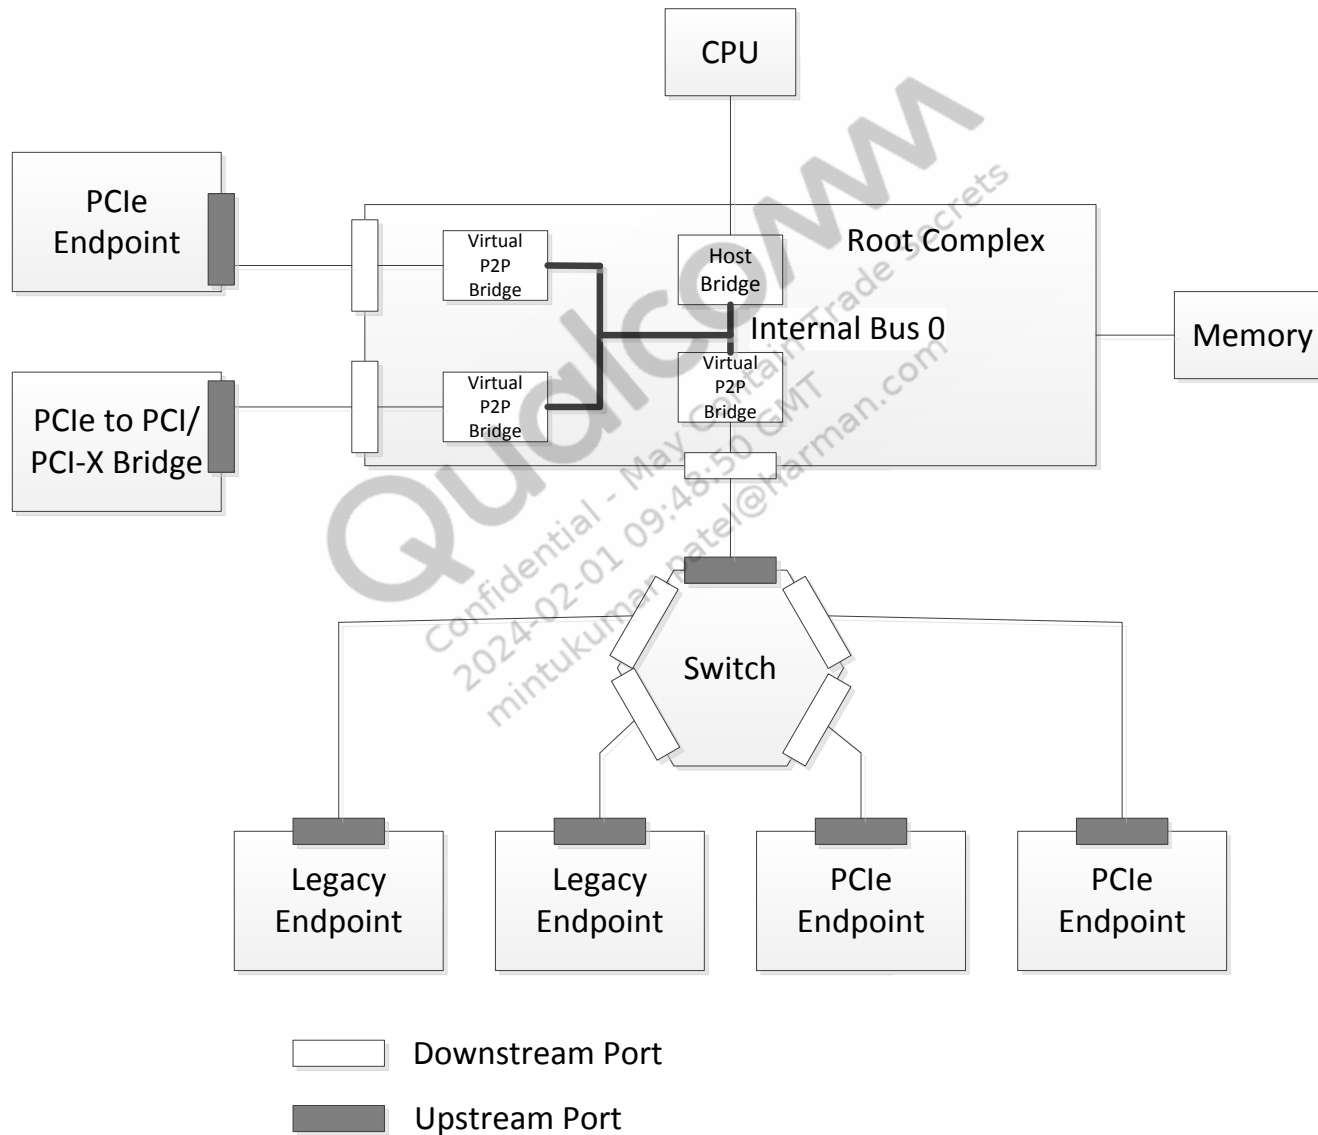 CPU
PCIe
Endpoint
Virtual
P2P
Bridge
Host
Bridge
Root Complex
Internal Bus 0
Memory
PCIe to PCI/
PCI-X Bridge
Virtual
P2P
Bridge
Virtual
P2P
Bridge
Qualcomm
Confidential - May Contain Trade Secrets
2024-02-01 09:48:50 GMT
mintukumar.patel@harman.com
Switch
Legacy
Endpoint
Legacy
Endpoint
PCIe
Endpoint
PCIe
Endpoint
Downstream Port
Upstream Port